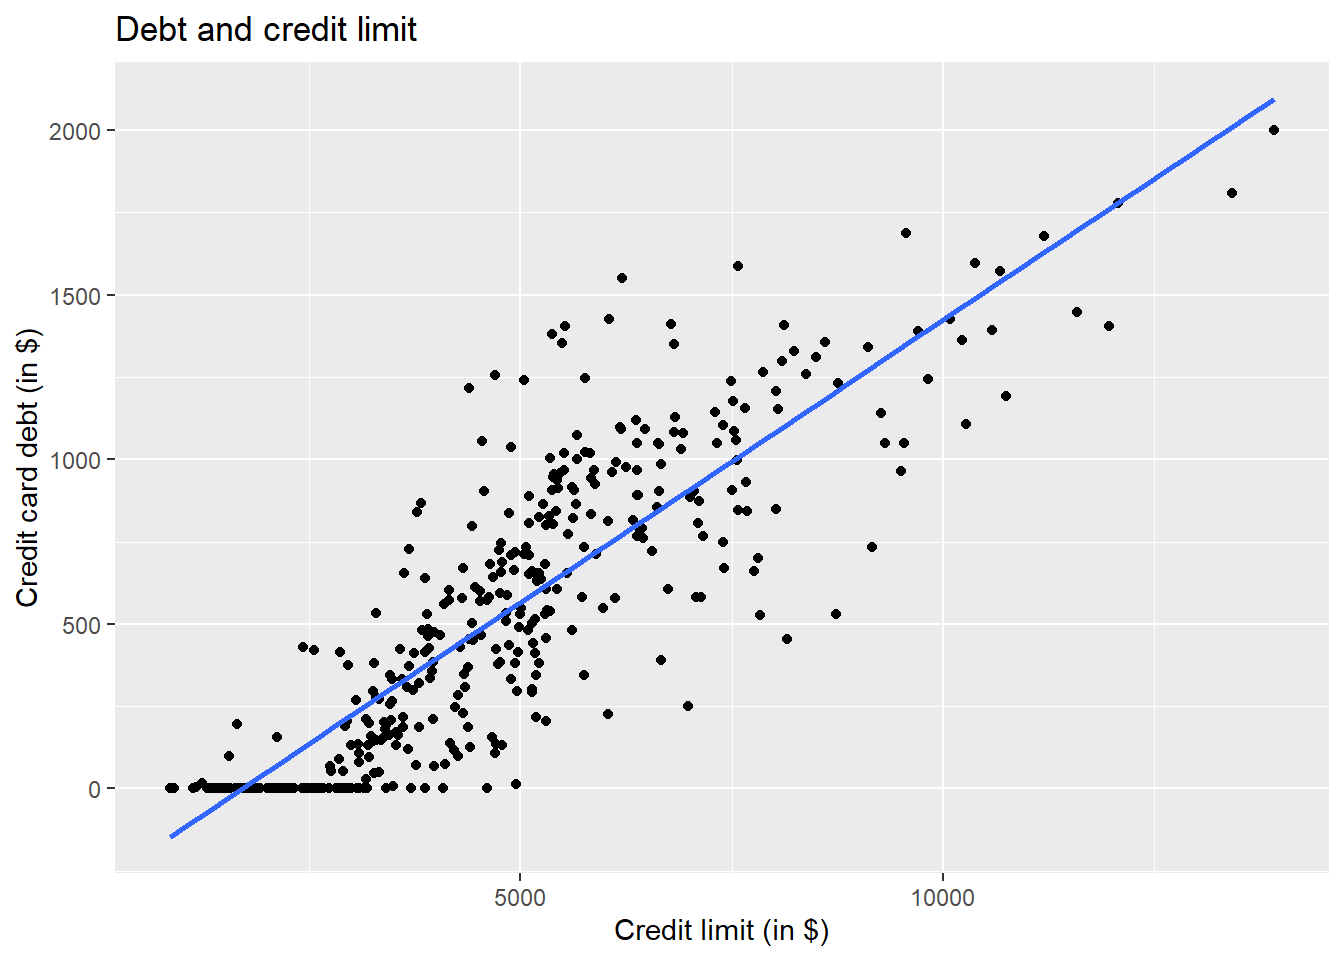 Debt and credit limit
2000
1500
1000
500
0
Credit card debt (in $)
5000 10000
Credit limit (in $)